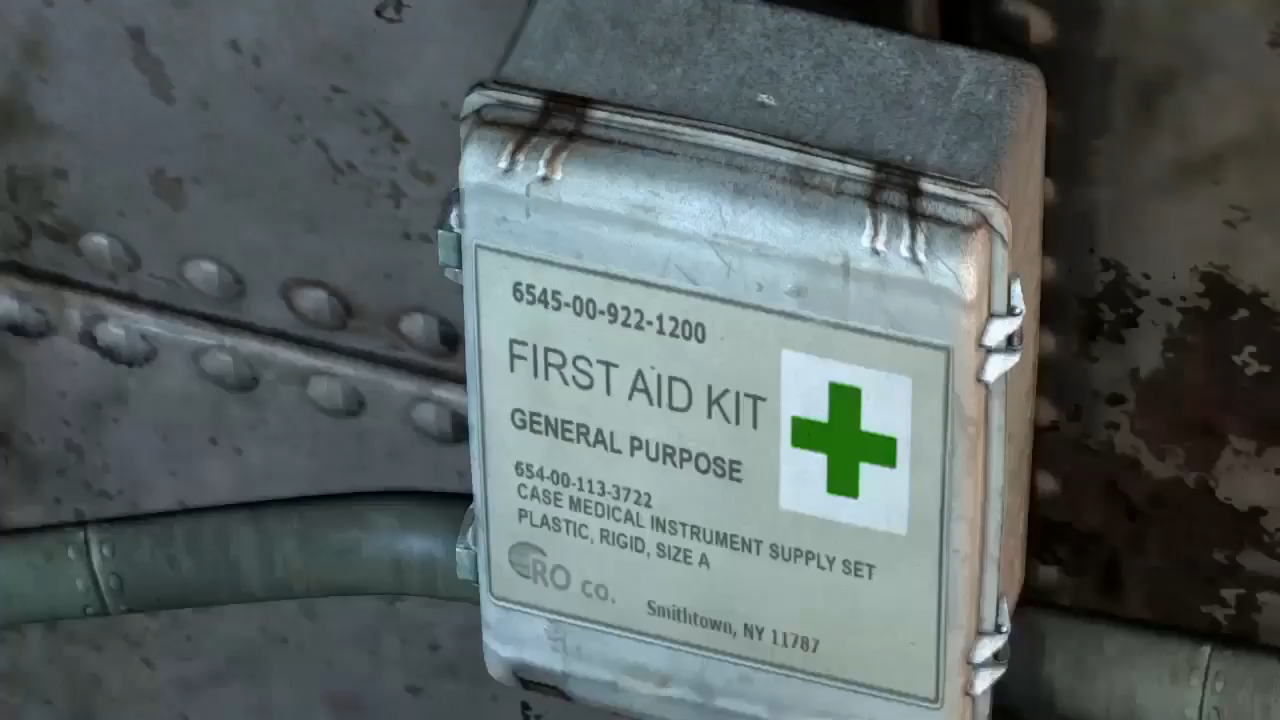 6545-00-922-1200
FIRST AID KIT
GENERAL PURPOSE
654-00-113-3722
CASE MEDICAL INSTRUMENT SUPPLY SET
PLASTIC, RIGID, SIZE A
ERO CO.
Smithtown, NY 11787